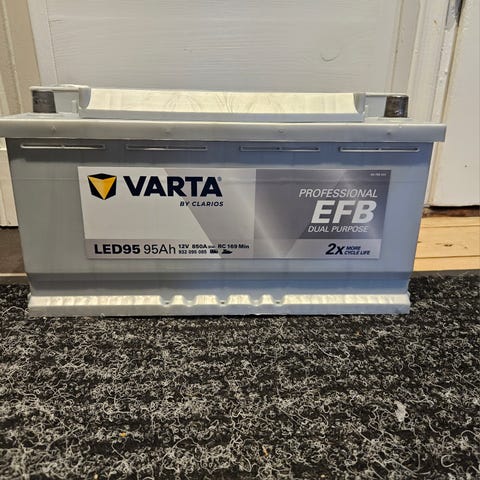 VARTA
BY CLARIOS
LED95 95Ah 12V 850A RC 169 Min
932 095 085
PROFESSIONAL
EFB
DUAL PURPOSE
2x MORE
CYCLE LIFE